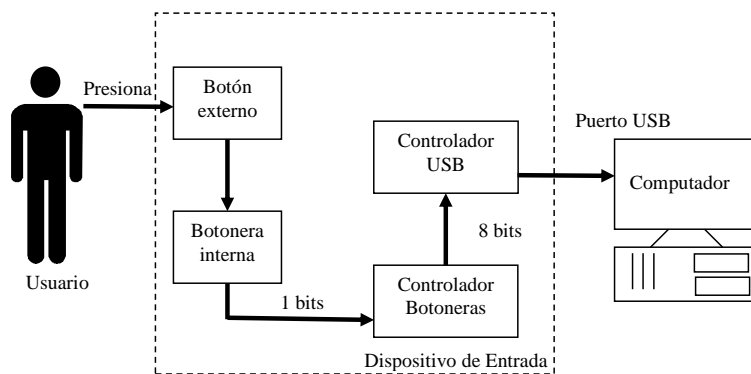 Presiona
Botón
externo
Botonera
interna
1 bits
Controlador
Botoneras
8 bits
Controlador
USB
Puerto USB
Computador
Usuario
Dispositivo de Entrada